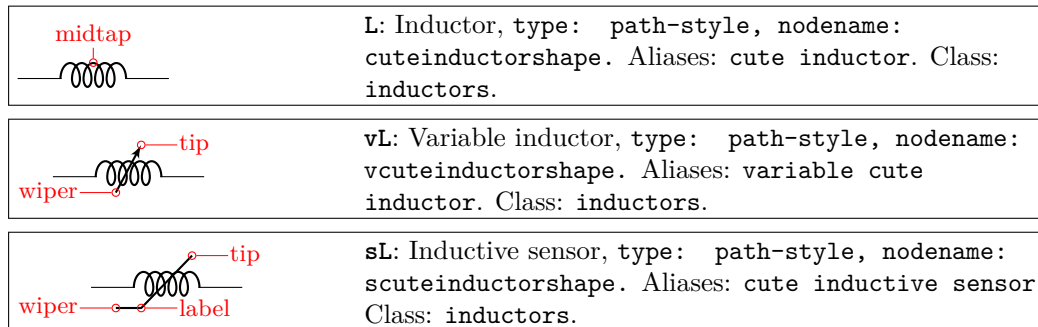 midtap
L: Inductor, type: path-style, nodename:
cuteinductorshape. Aliases: cute inductor. Class:
inductors.
tip
wiper
vL: Variable inductor, type: path-style, nodename:
vcuteinductorshape. Aliases: variable cute
inductor. Class: inductors.
tip
wiper
label
sL: Inductive sensor, type: path-style, nodename:
scuteinductorshape. Aliases: cute inductive sensor
Class: inductors.